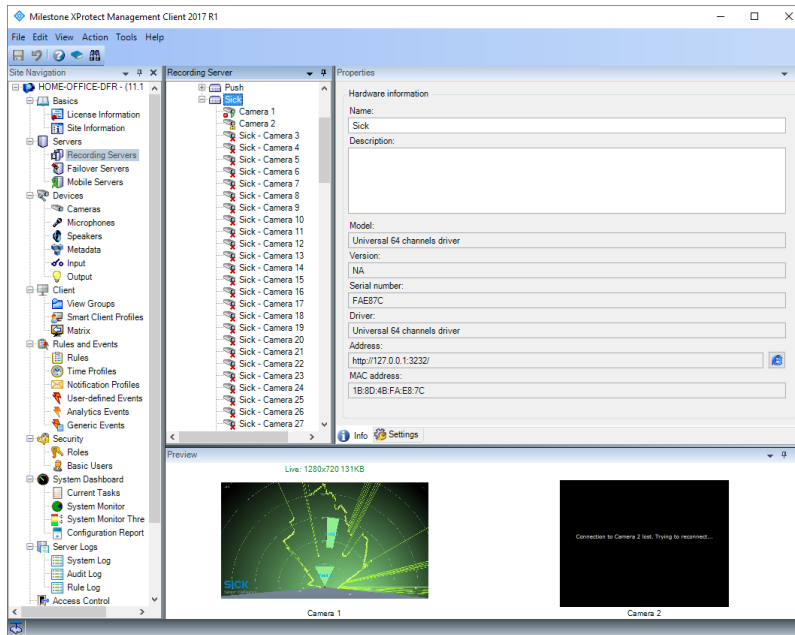 Milestone XProtect Management Client 2017 R1
File Edit View Action Tools Help
Site Navigation
HOME-OFFICE-DFR - (11.1
Basics
License Information
Site Information
Servers
Recording Servers
Failover Servers
Mobile Servers
Devices
Cameras
Microphones
Speakers
Metadata
Input
Output
Client
View Groups
Smart Client Profiles
Matrix
Rules and Events
Rules
Time Profiles
Notification Profiles
User-defined Events
Analytics Events
Generic Events
Security
Roles
Basic Users
System Dashboard
Current Tasks
System Monitor
System Monitor Thre
Configuration Report
Server Logs
System Log
Audit Log
Rule Log
Access Control
Recording Server
Push
Sick
Camera 1
Camera 2
Sick - Camera 3
Sick - Camera 4
Sick - Camera 5
Sick - Camera 6
Sick - Camera 7
Sick - Camera 8
Sick - Camera 9
Sick - Camera 10
Sick - Camera 11
Sick - Camera 12
Sick - Camera 13
Sick - Camera 14
Sick - Camera 15
Sick - Camera 16
Sick - Camera 17
Sick - Camera 18
Sick - Camera 19
Sick - Camera 20
Sick - Camera 21
Sick - Camera 22
Sick - Camera 23
Sick - Camera 24
Sick - Camera 25
Sick - Camera 26
Sick - Camera 27
Properties
Hardware information
Name:
Sick
Description:
Model:
Universal 64 channels driver
Version:
NA
Serial number:
FAE87C
Driver:
Universal 64 channels driver
Address:
http://127.0.0.1:3232/
MAC address:
1B:8D:4B:FA:E8:7C
Info Settings
Preview
Live: 1280x720 131KB
SICK
Camera 1
Connection to Camera 2 lost. Trying to reconnect...
Camera 2